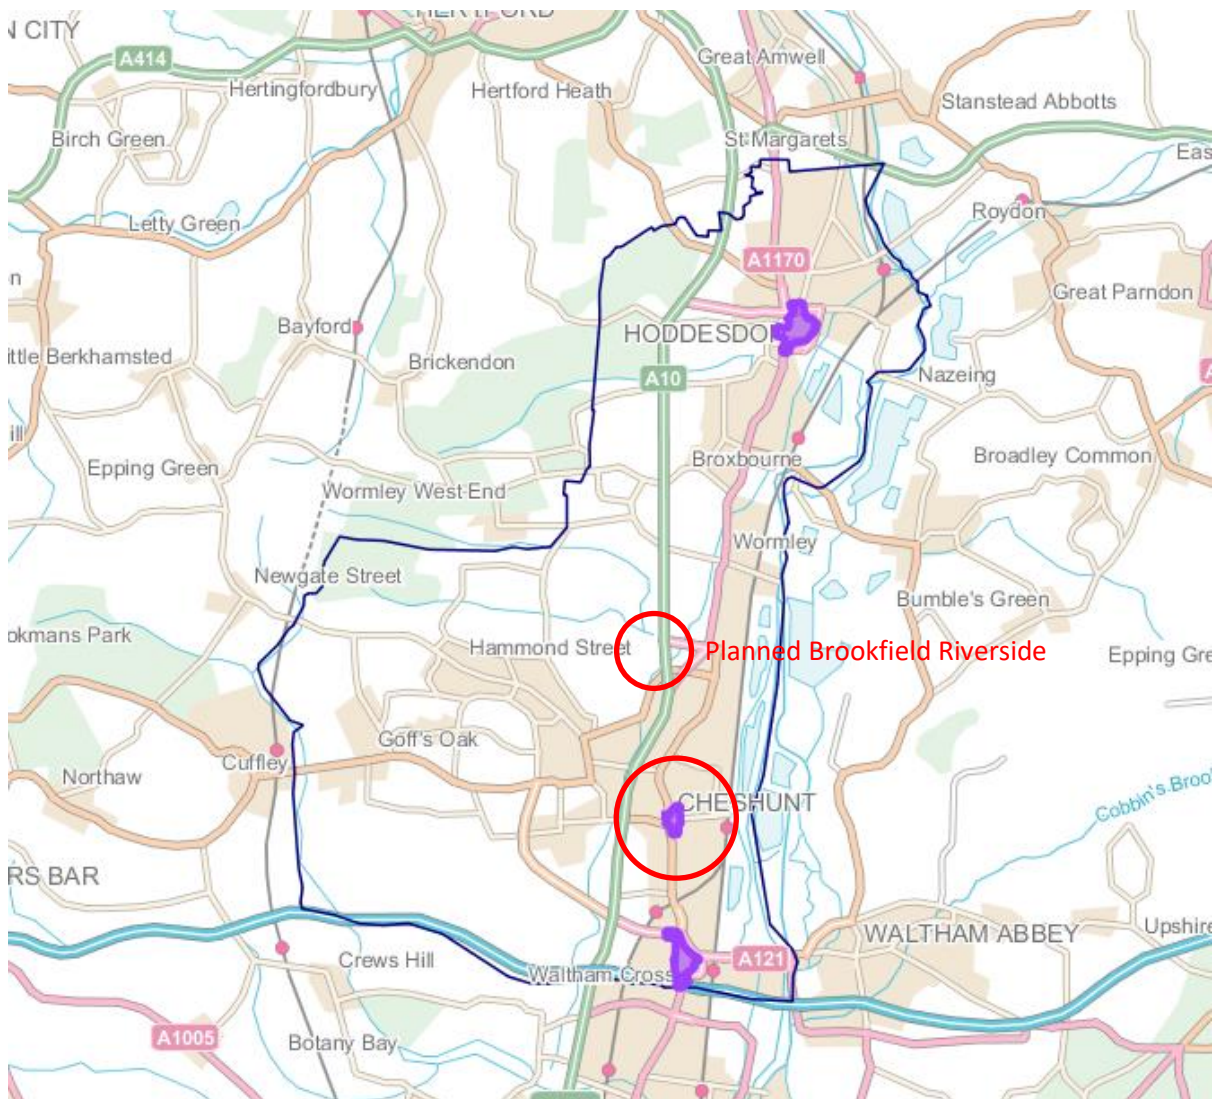 HERTFORD
N CITY
A414
Great Amwell
Hertingfordbury
Hertford Heath
Stanstead Abbotts
Birch Green
St Margarets
Eas
Letty Green
Roydon
A1170
n
Great Parndon
Bayford
HODDESDON
ittle Berkhamsted
Brickendon
A10
Nazeing
A
ill
Epping Green
Broxbourne
Broadley Common
Wormley West End
Wormley
Newgate Street
Bumble's Green
okmans Park
Hammond Street
Planned Brookfield Riverside
Epping Gre
Goff's Oak
Cuffley
Northaw
CHESHUNT
Cobbin's Broo
RS BAR
WALTHAM ABBEY
Upshire
Crews Hill
Waltham Cross
A121
A1005
Botany Bay